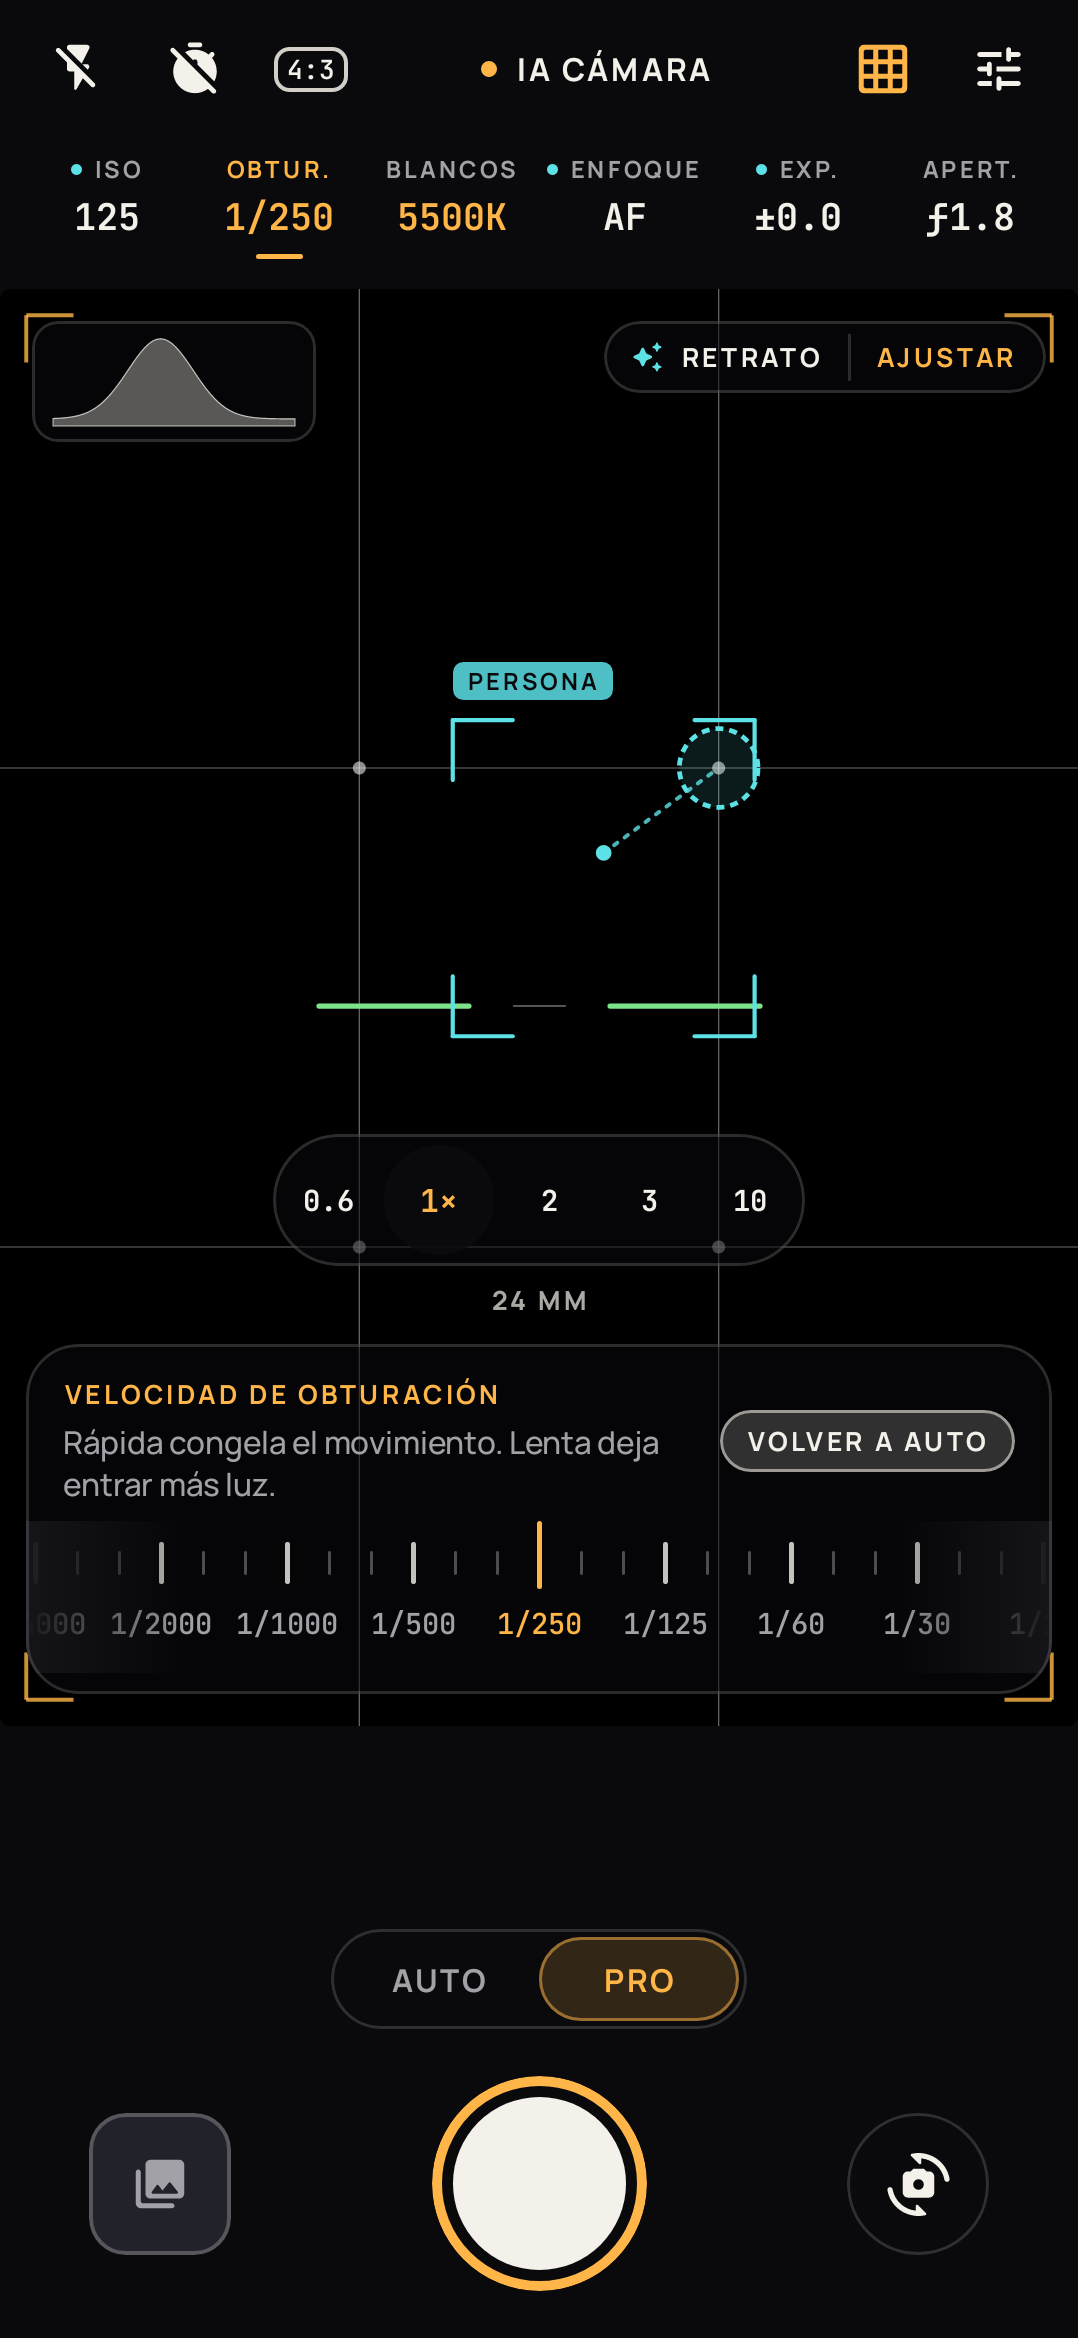 4:3
IA CÁMARA
ISO OBTUR. BLANCOS ENFOQUE EXP. APERT.
125 1/250 5500K AF ±0.0 ƒ1.8
RETRATO AJUSTAR
PERSONA
0.6 1× 2 3 10
24 MM
VELOCIDAD DE OBTURACIÓN
Rápida congela el movimiento. Lenta deja
entrar más luz.
VOLVER A AUTO
000 1/2000 1/1000 1/500 1/250 1/125 1/60 1/30 1/
AUTO PRO